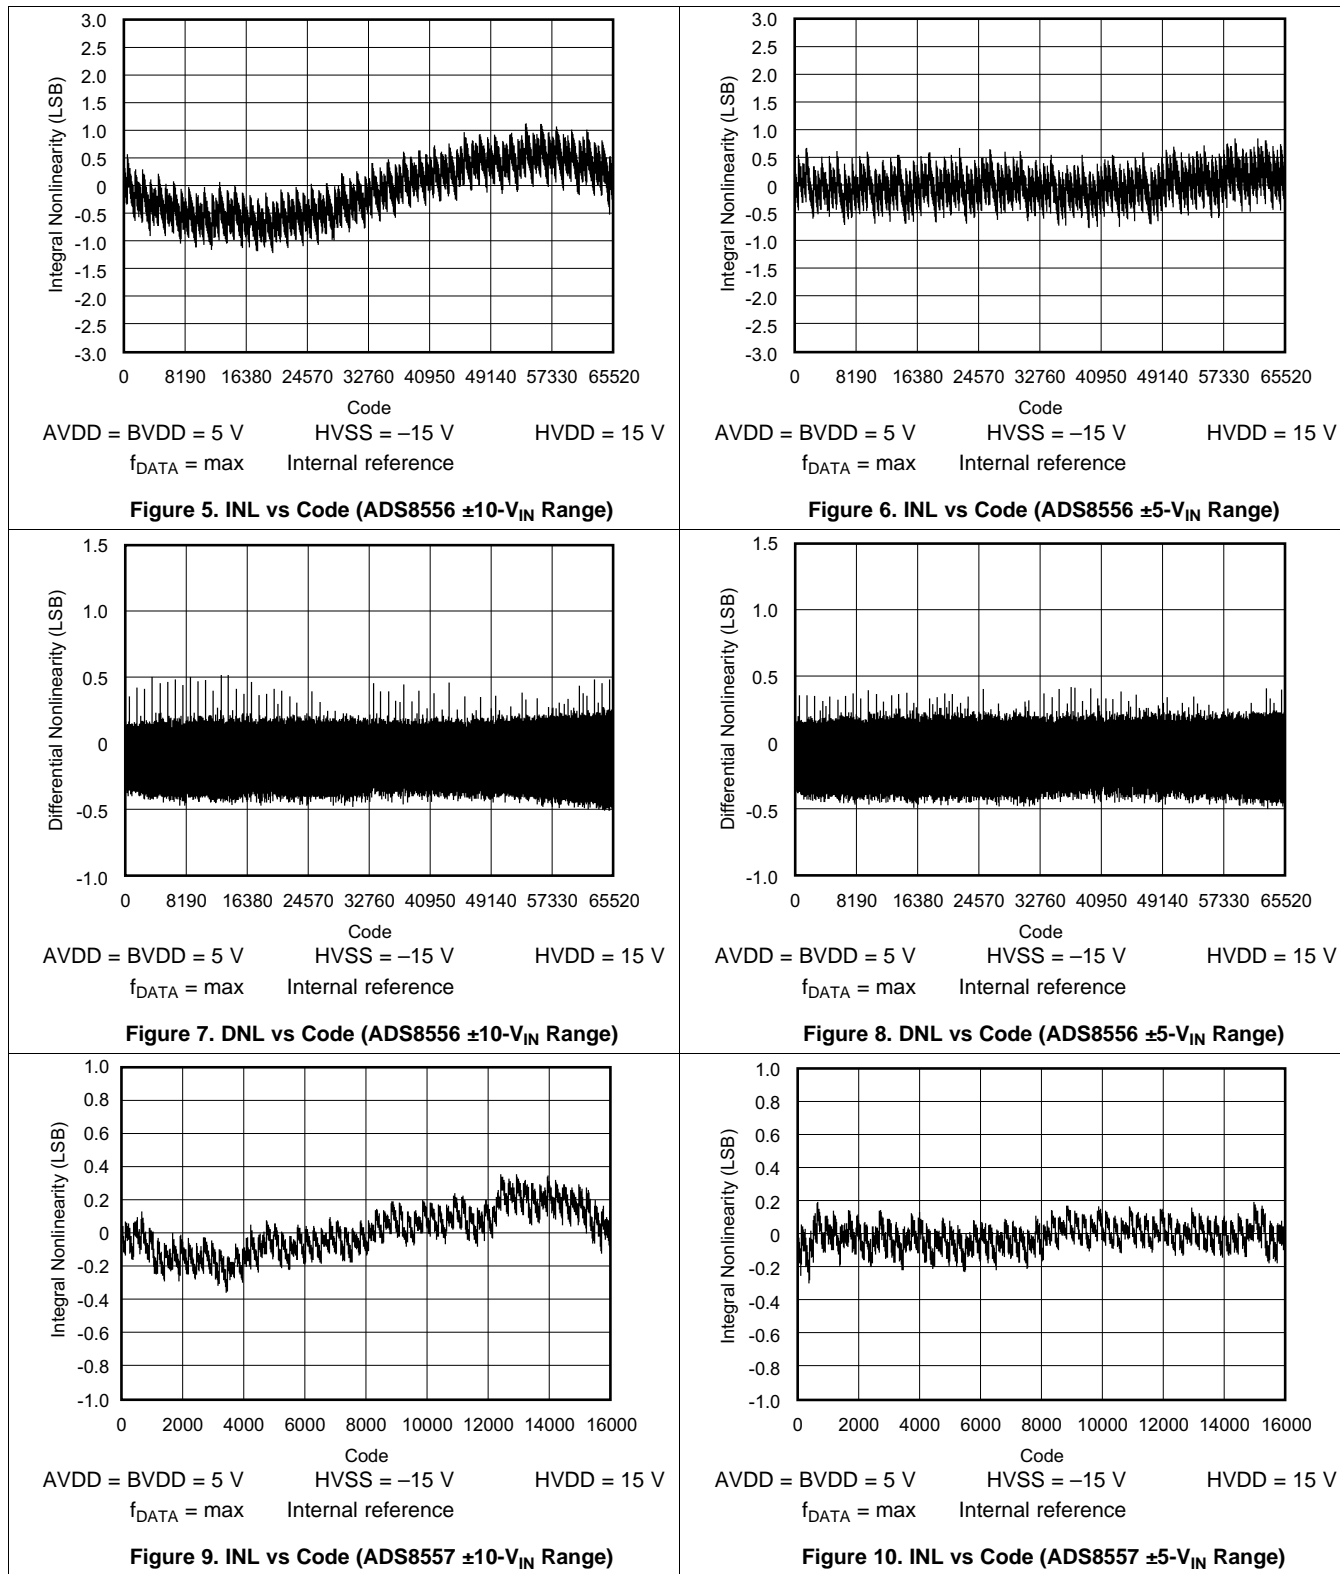 3.0
2.5
2.0
1.5
1.0
0.5
0
-0.5
-1.0
-1.5
-2.0
-2.5
-3.0
Integral Nonlinearity (LSB)
0 8190 16380 24570 32760 40950 49140 57330 65520
Code
AVDD = BVDD = 5 V HVSS = –15 V HVDD = 15 V
fDATA = max Internal reference
Figure 5. INL vs Code (ADS8556 ±10-VIN Range)
3.0
2.5
2.0
1.5
1.0
0.5
0
-0.5
-1.0
-1.5
-2.0
-2.5
-3.0
Integral Nonlinearity (LSB)
0 8190 16380 24570 32760 40950 49140 57330 65520
Code
AVDD = BVDD = 5 V HVSS = –15 V HVDD = 15 V
fDATA = max Internal reference
Figure 6. INL vs Code (ADS8556 ±5-VIN Range)
1.5
1.0
0.5
0
-0.5
-1.0
Differential Nonlinearity (LSB)
0 8190 16380 24570 32760 40950 49140 57330 65520
Code
AVDD = BVDD = 5 V HVSS = –15 V HVDD = 15 V
fDATA = max Internal reference
Figure 7. DNL vs Code (ADS8556 ±10-VIN Range)
1.5
1.0
0.5
0
-0.5
-1.0
Differential Nonlinearity (LSB)
0 8190 16380 24570 32760 40950 49140 57330 65520
Code
AVDD = BVDD = 5 V HVSS = –15 V HVDD = 15 V
fDATA = max Internal reference
Figure 8. DNL vs Code (ADS8556 ±5-VIN Range)
1.0
0.8
0.6
0.4
0.2
0
-0.2
-0.4
-0.6
-0.8
-1.0
Integral Nonlinearity (LSB)
0 2000 4000 6000 8000 10000 12000 14000 16000
Code
AVDD = BVDD = 5 V HVSS = –15 V HVDD = 15 V
fDATA = max Internal reference
Figure 9. INL vs Code (ADS8557 ±10-VIN Range)
1.0
0.8
0.6
0.4
0.2
0
-0.2
-0.4
-0.6
-0.8
-1.0
Integral Nonlinearity (LSB)
0 2000 4000 6000 8000 10000 12000 14000 16000
Code
AVDD = BVDD = 5 V HVSS = –15 V HVDD = 15 V
fDATA = max Internal reference
Figure 10. INL vs Code (ADS8557 ±5-VIN Range)